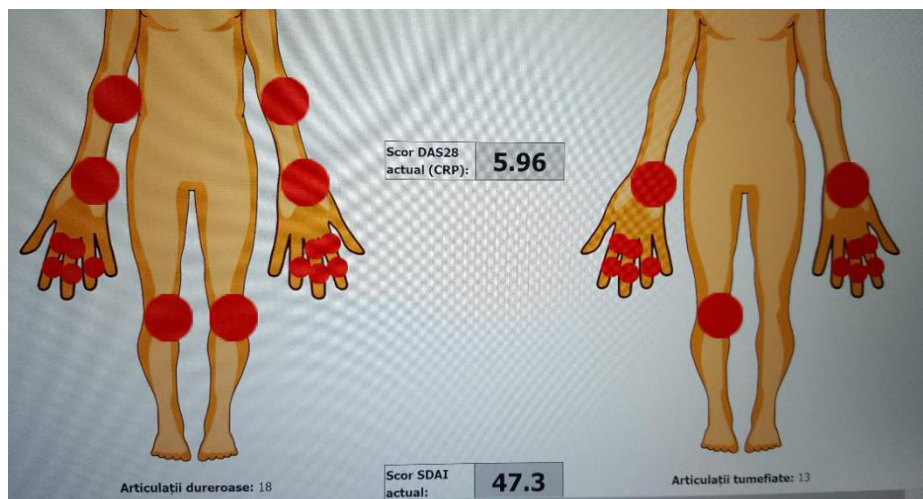 Scor DAS28
actual (CRP):
5.96
Articulații dureroase: 18
Scor SDAI
actual:
47.3
Articulații tumefiate: 13